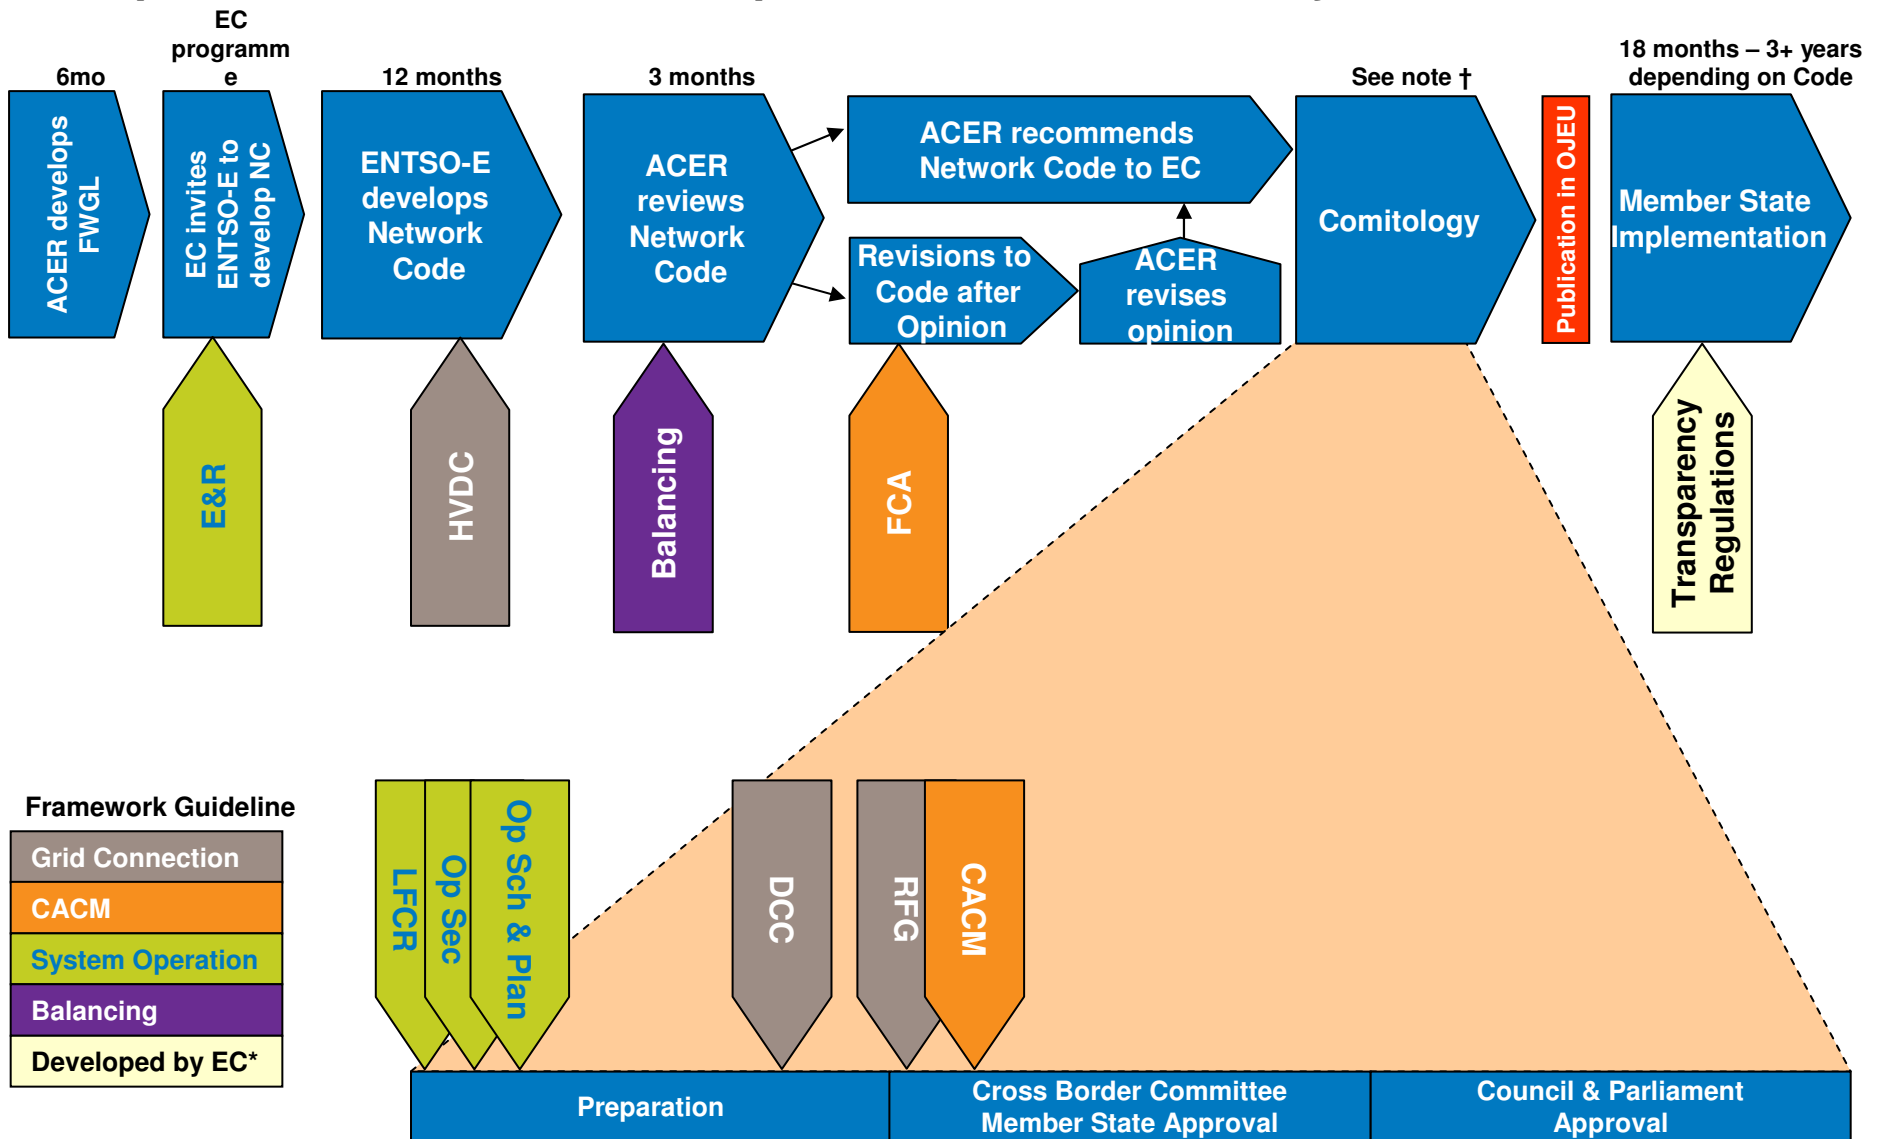 EC
programm
e
6mo
12 months
3 months
See note †
18 months – 3+ years
depending on Code
ACER develops
FWGL
EC invites
ENTSO-E to
develop NC
ENTSO-E
develops
Network
Code
ACER
reviews
Network
Code
ACER recommends
Network Code to EC
Revisions to
Code after
Opinion
ACER
revises
opinion
Comitology
Publication in OJEU
Member State
Implementation
E&R
HVDC
Balancing
FCA
Transparency
Regulations
Framework Guideline
Grid Connection
CACM
System Operation
Balancing
Developed by EC*
LFCR
Op Sec
Op Sch & Plan
DCC
RFG
CACM
Preparation
Cross Border Committee
Member State Approval
Council & Parliament
Approval